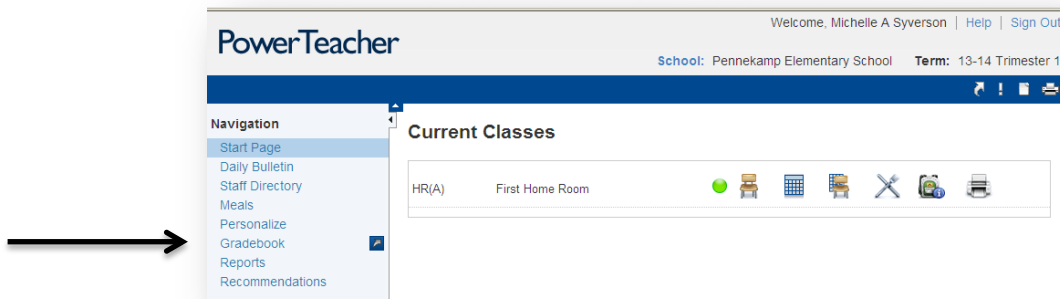 PowerTeacher
Welcome, Michelle A Syverson | Help | Sign Out
School: Pennekamp Elementary School Term: 13-14 Trimester 1
Navigation
Start Page
Daily Bulletin
Staff Directory
Meals
Personalize
Gradebook
Reports
Recommendations
Current Classes
HR(A) First Home Room